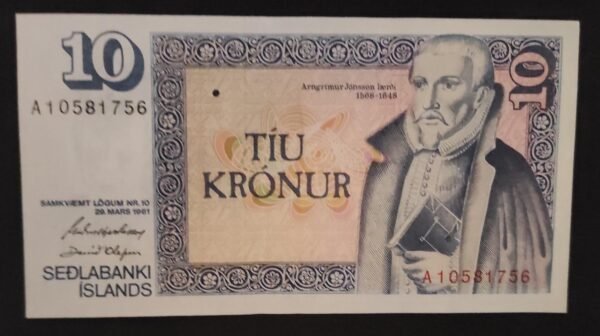 10
A10581756
Arngrímur Jónsson lærði
1568-1648
10
TÍU
KRÓNUR
SAMKVÆMT LÖGUM NR. 10
29. MARS 1961
SEÐLABANKI
ÍSLANDS
A10581756